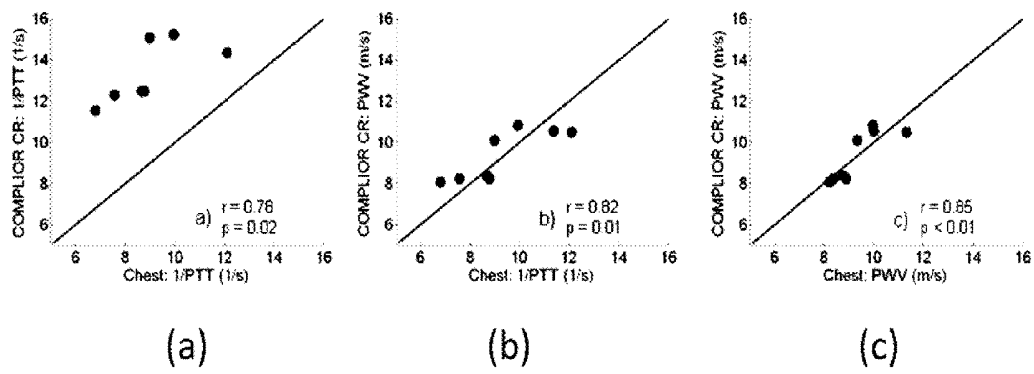 COMPLIOR CR: 1/PTT (1/s)
16
14
12
10
8
6
a)
r = 0.76
p = 0.02
6 8 10 12 14 16
Chest: 1/PTT (1/s)
COMPLIOR CR: PWV (m/s)
16
14
12
10
8
6
b)
r = 0.82
p = 0.01
6 8 10 12 14 16
Chest: 1/PTT (1/s)
COMPLIOR CR: PWV (m/s)
16
14
12
10
8
6
c)
r = 0.85
p < 0.01
6 8 10 12 14 16
Chest: PWV (m/s)
(a)
(b)
(c)